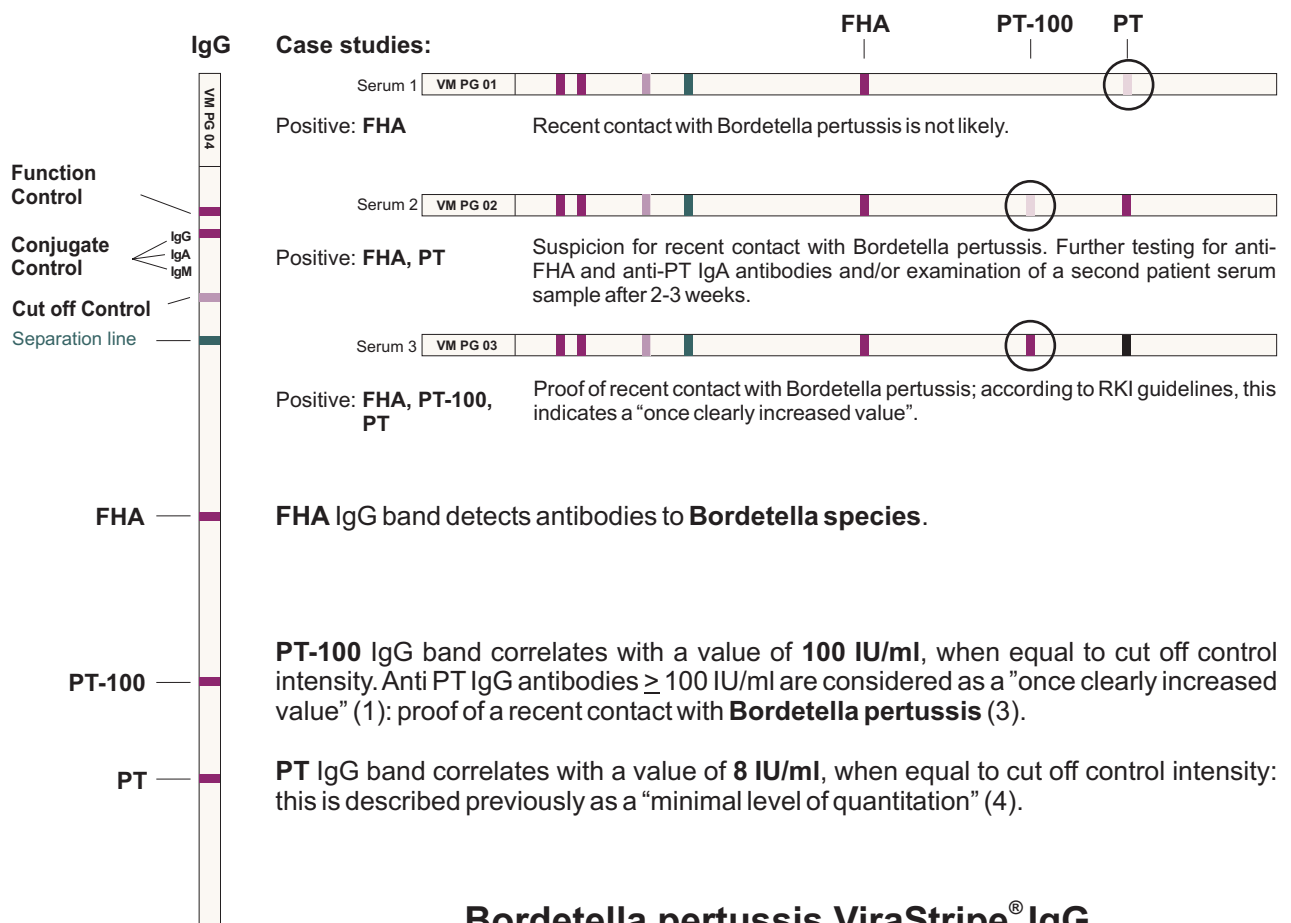 FHA PT-100 PT
IgG Case studies:
Serum 1 VM PG 01
VM PG 04
Positive: FHA Recent contact with Bordetella pertussis is not likely.
Function
Control
Serum 2 VM PG 02
Conjugate
Control
IgG
IgA
IgM
Positive: FHA, PT
Suspicion for recent contact with Bordetella pertussis. Further testing for anti-
FHA and anti-PT IgA antibodies and/or examination of a second patient serum
sample after 2-3 weeks.
Cut off Control
Separation line
Serum 3 VM PG 03
Positive: FHA, PT-100,
PT
Proof of recent contact with Bordetella pertussis; according to RKI guidelines, this
indicates a “once clearly increased value”.
FHA
FHA IgG band detects antibodies to Bordetella species.
PT-100
PT-100 IgG band correlates with a value of 100 IU/ml, when equal to cut off control
intensity. Anti PT IgG antibodies ≥ 100 IU/ml are considered as a ”once clearly increased
value” (1): proof of a recent contact with Bordetella pertussis (3).
PT
PT IgG band correlates with a value of 8 IU/ml, when equal to cut off control intensity:
this is described previously as a “minimal level of quantitation” (4).
Bordetella pertussis ViraStripe® IgG